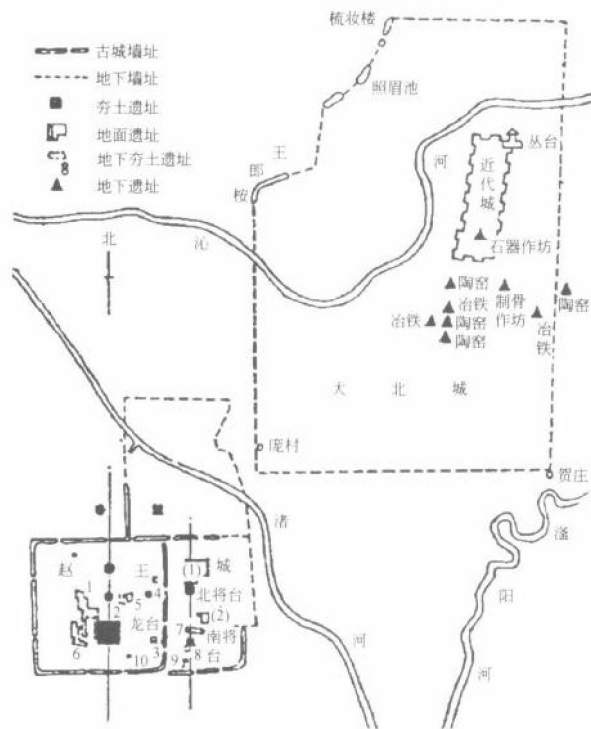 古城墙址
地下墙址
夯土遗址
地面遗址
地下夯土遗址
8
地下遗址
梳妆楼
照眉池
王
郎
桉
河
丛台
近代城
石器作坊
北
沁
陶窑
冶铁
冶铁
陶窑
陶窑
制骨
作坊
冶铁
陶窑
大北城
庞村
贺庄
滏
阳
河
渚
河
赵
王
城
(1)
1
2
5
4
北将台
(2)
龙台
7
南将台
6
10
3
9
8